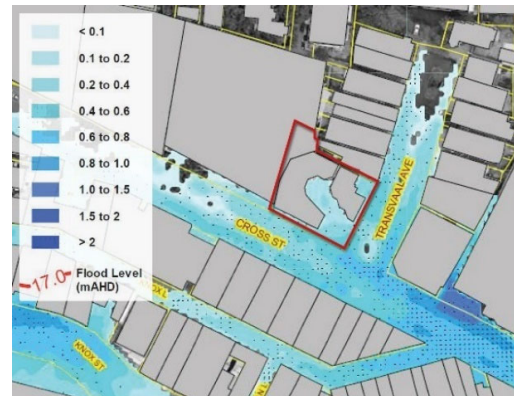 < 0.1
0.1 to 0.2
0.2 to 0.4
0.4 to 0.6
0.6 to 0.8
0.8 to 1.0
1.0 to 1.5
1.5 to 2
> 2
17.0 Flood Level
(mAHD)
CROSS ST
TRANSVAAL AVE
KNOX L
KNOX ST
N L